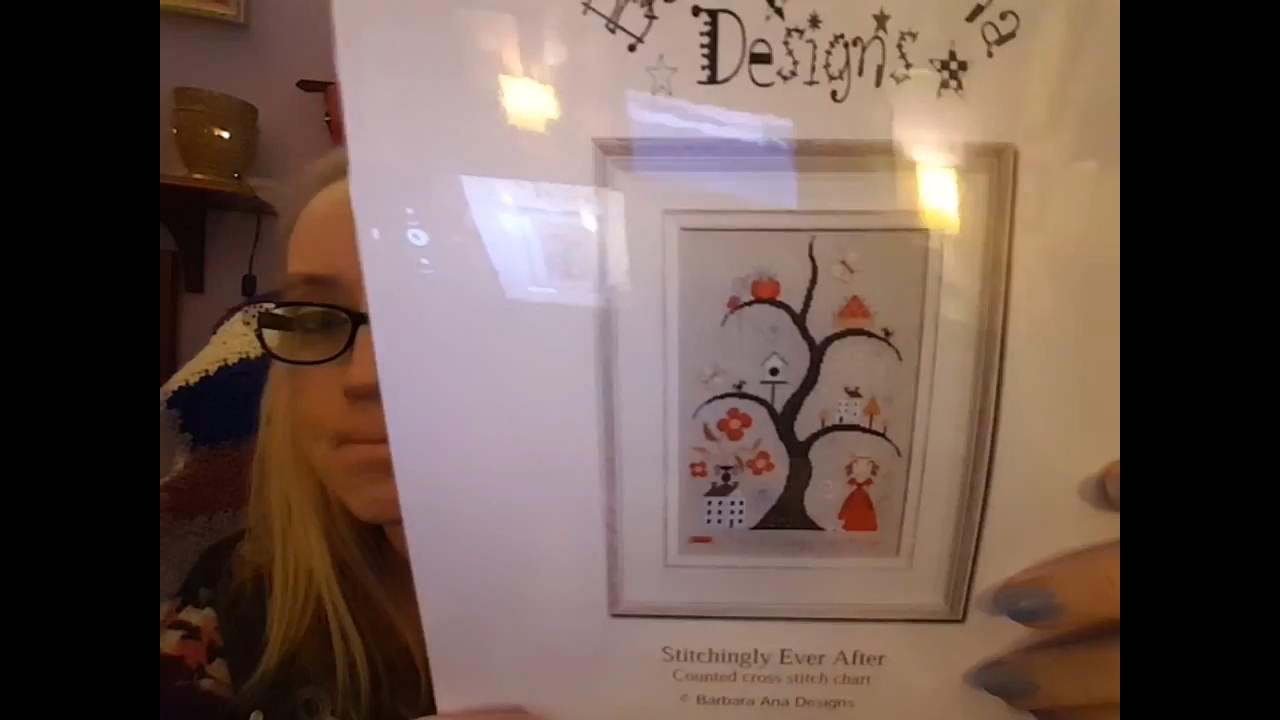 Designs
Stitchingly Ever After
Counted cross stitch chart
© Barbara Ana Designs